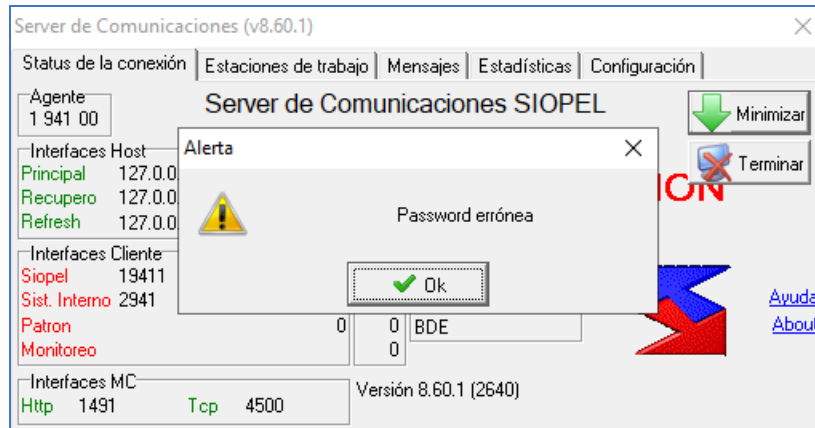 Server de Comunicaciones (v8.60.1)
Status de la conexión Estaciones de trabajo Mensajes Estadísticas Configuración
Agente
1 941 00
Server de Comunicaciones SIOPEL
Minimizar
Terminar
Interfaces Host
Principal 127.0.0
Recupero 127.0.0
Refresh 127.0.0
Alerta
Password errónea
Ok
Interfaces Cliente
Siopel 19411
Sist. Interno 2941
Patron 0 0 BDE
Monitoreo 0
Ayuda
About
Interfaces MC
Http 1491 Tcp 4500
Versión 8.60.1 (2640)